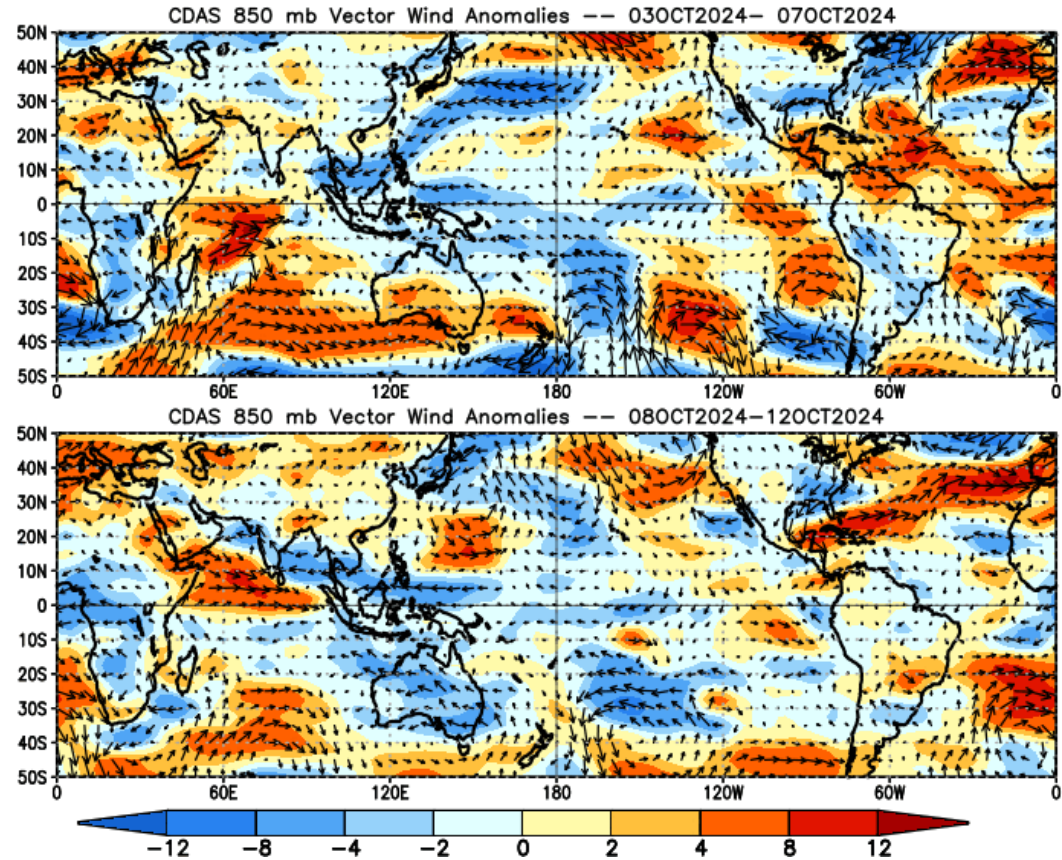 CDAS 850 mb Vector Wind Anomalies -- 03OCT2024- 07OCT2024
50N
40N
30N
20N
10N
0
10S
20S
30S
40S
50S
0 60E 120E 180 120W 60W 0
CDAS 850 mb Vector Wind Anomalies -- 08OCT2024-12OCT2024
50N
40N
30N
20N
10N
0
10S
20S
30S
40S
50S
0 60E 120E 180 120W 60W 0
-12 -8 -4 -2 0 2 4 8 12